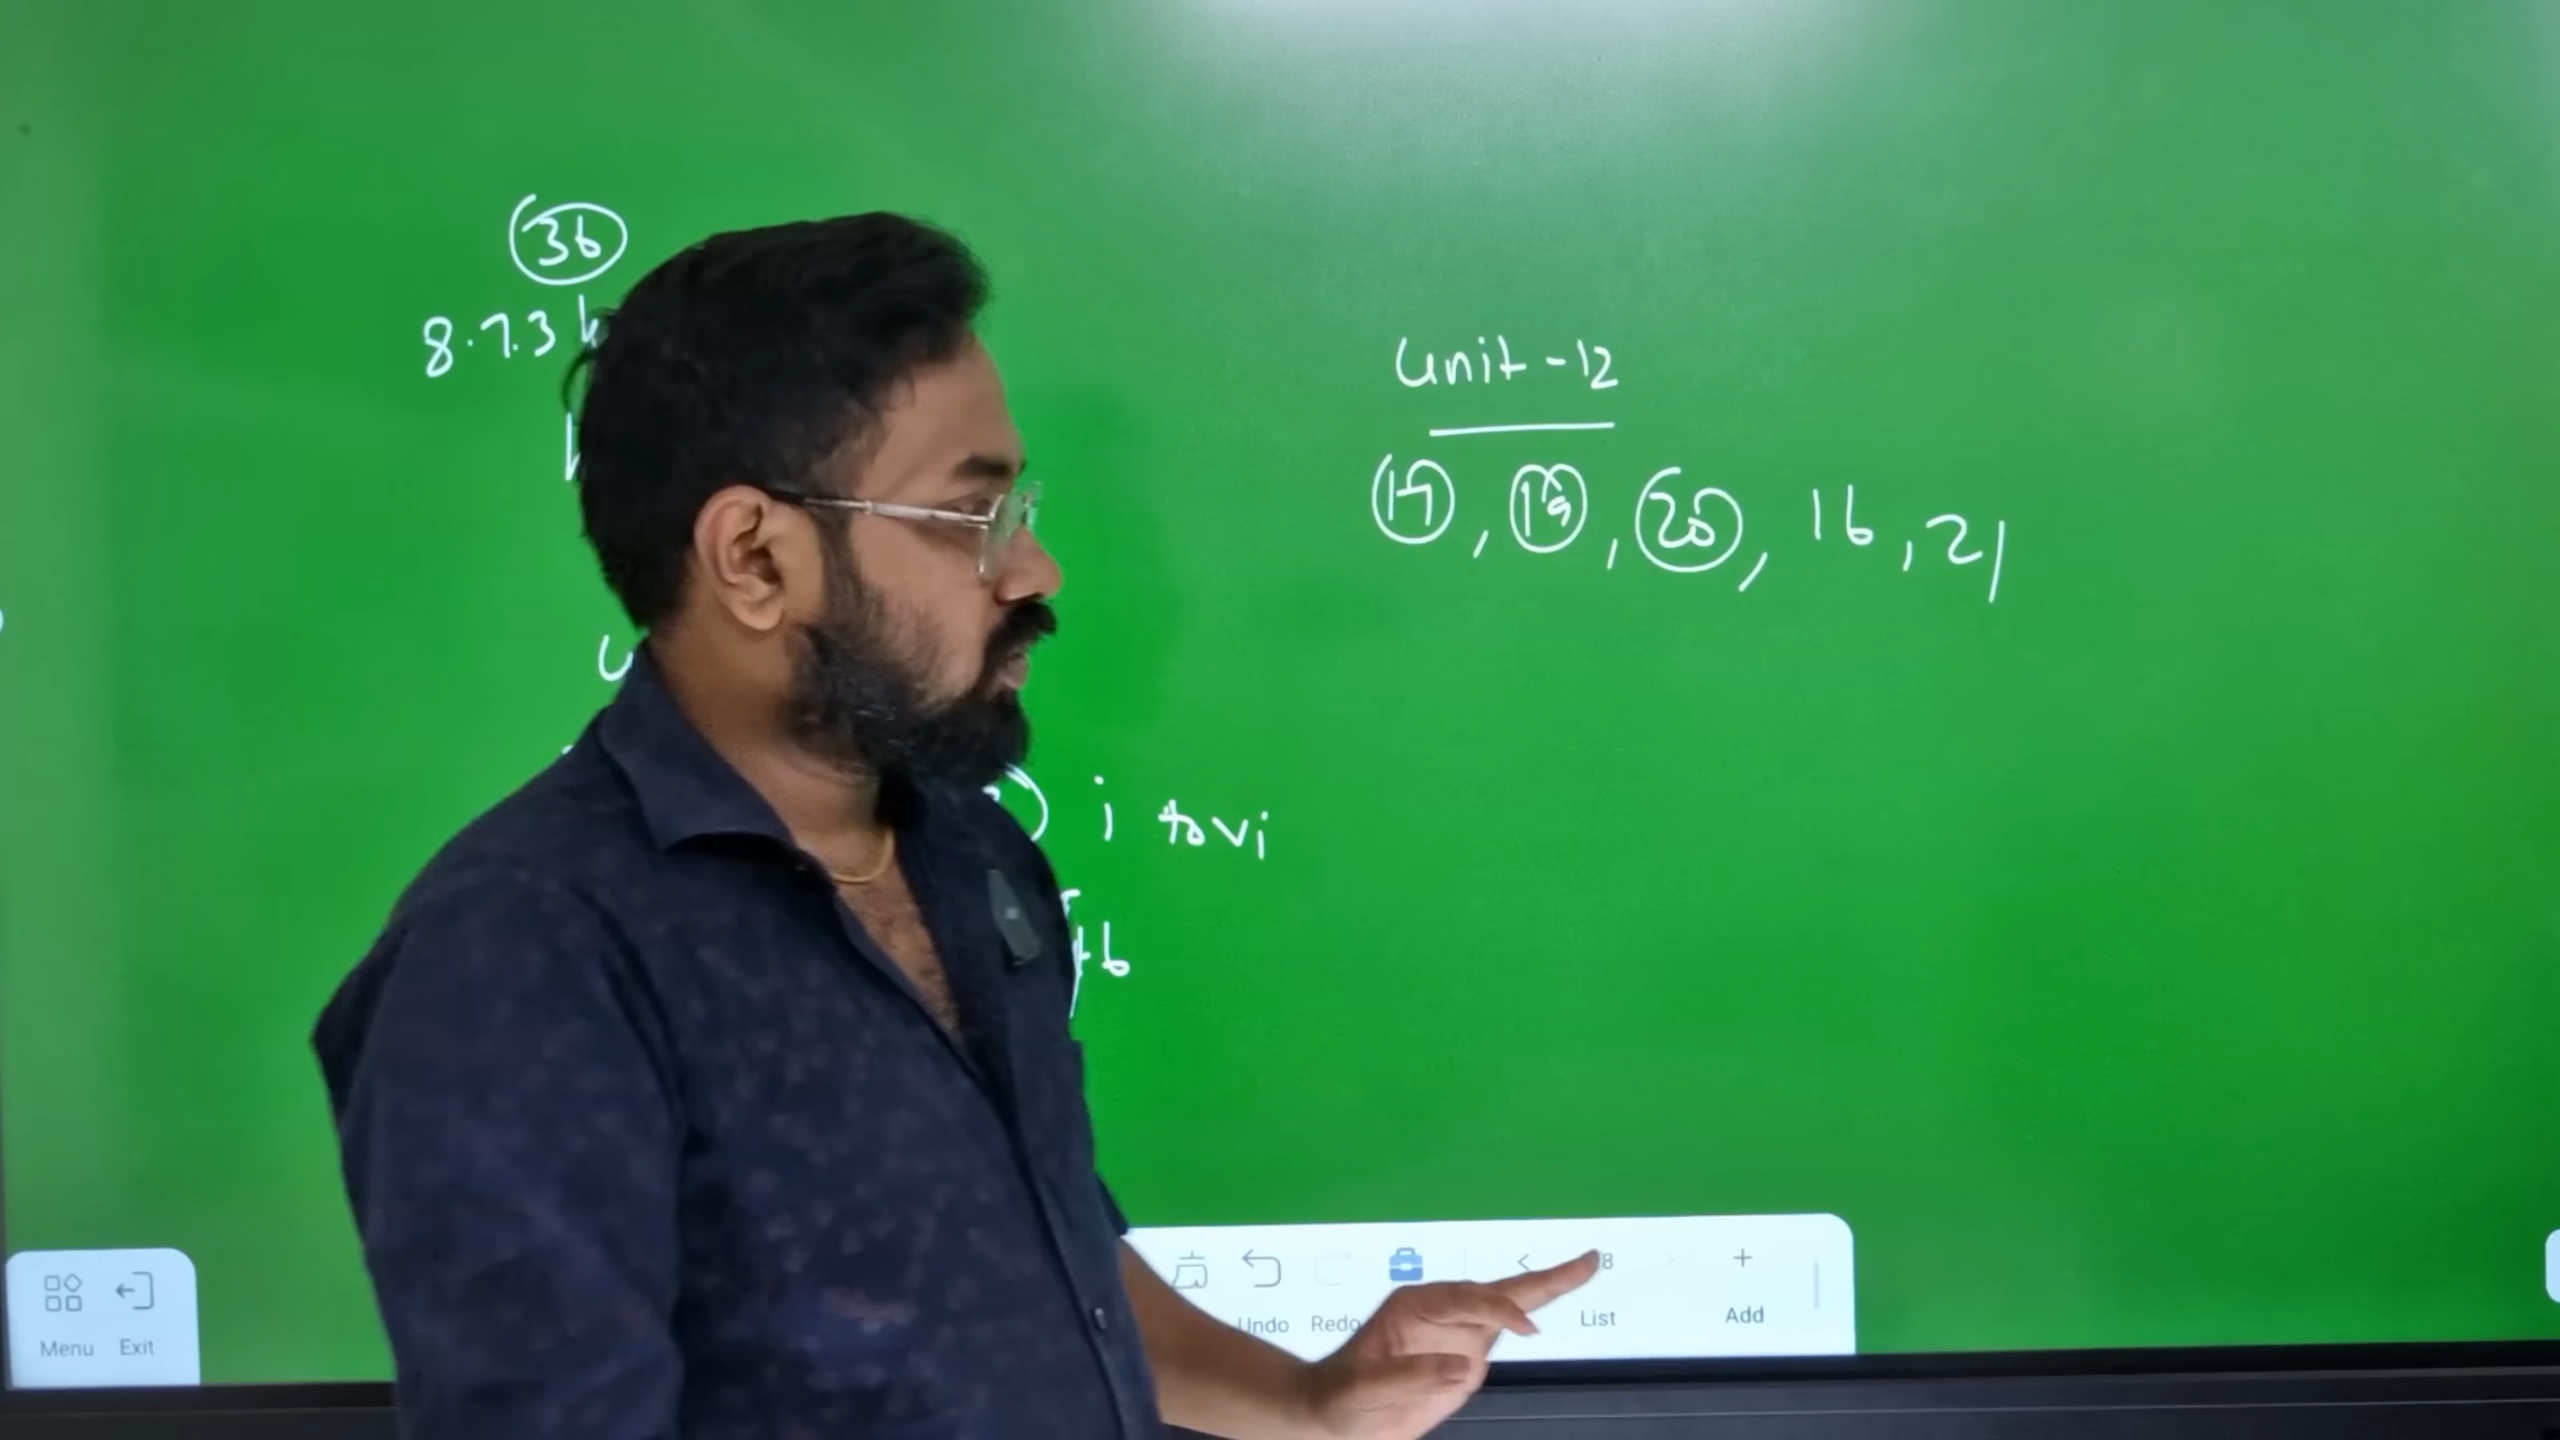 36
8.7.3
Unit - 12
17, 19, 20, 16, 21
i to vi
Undo Redo List Add
Menu Exit